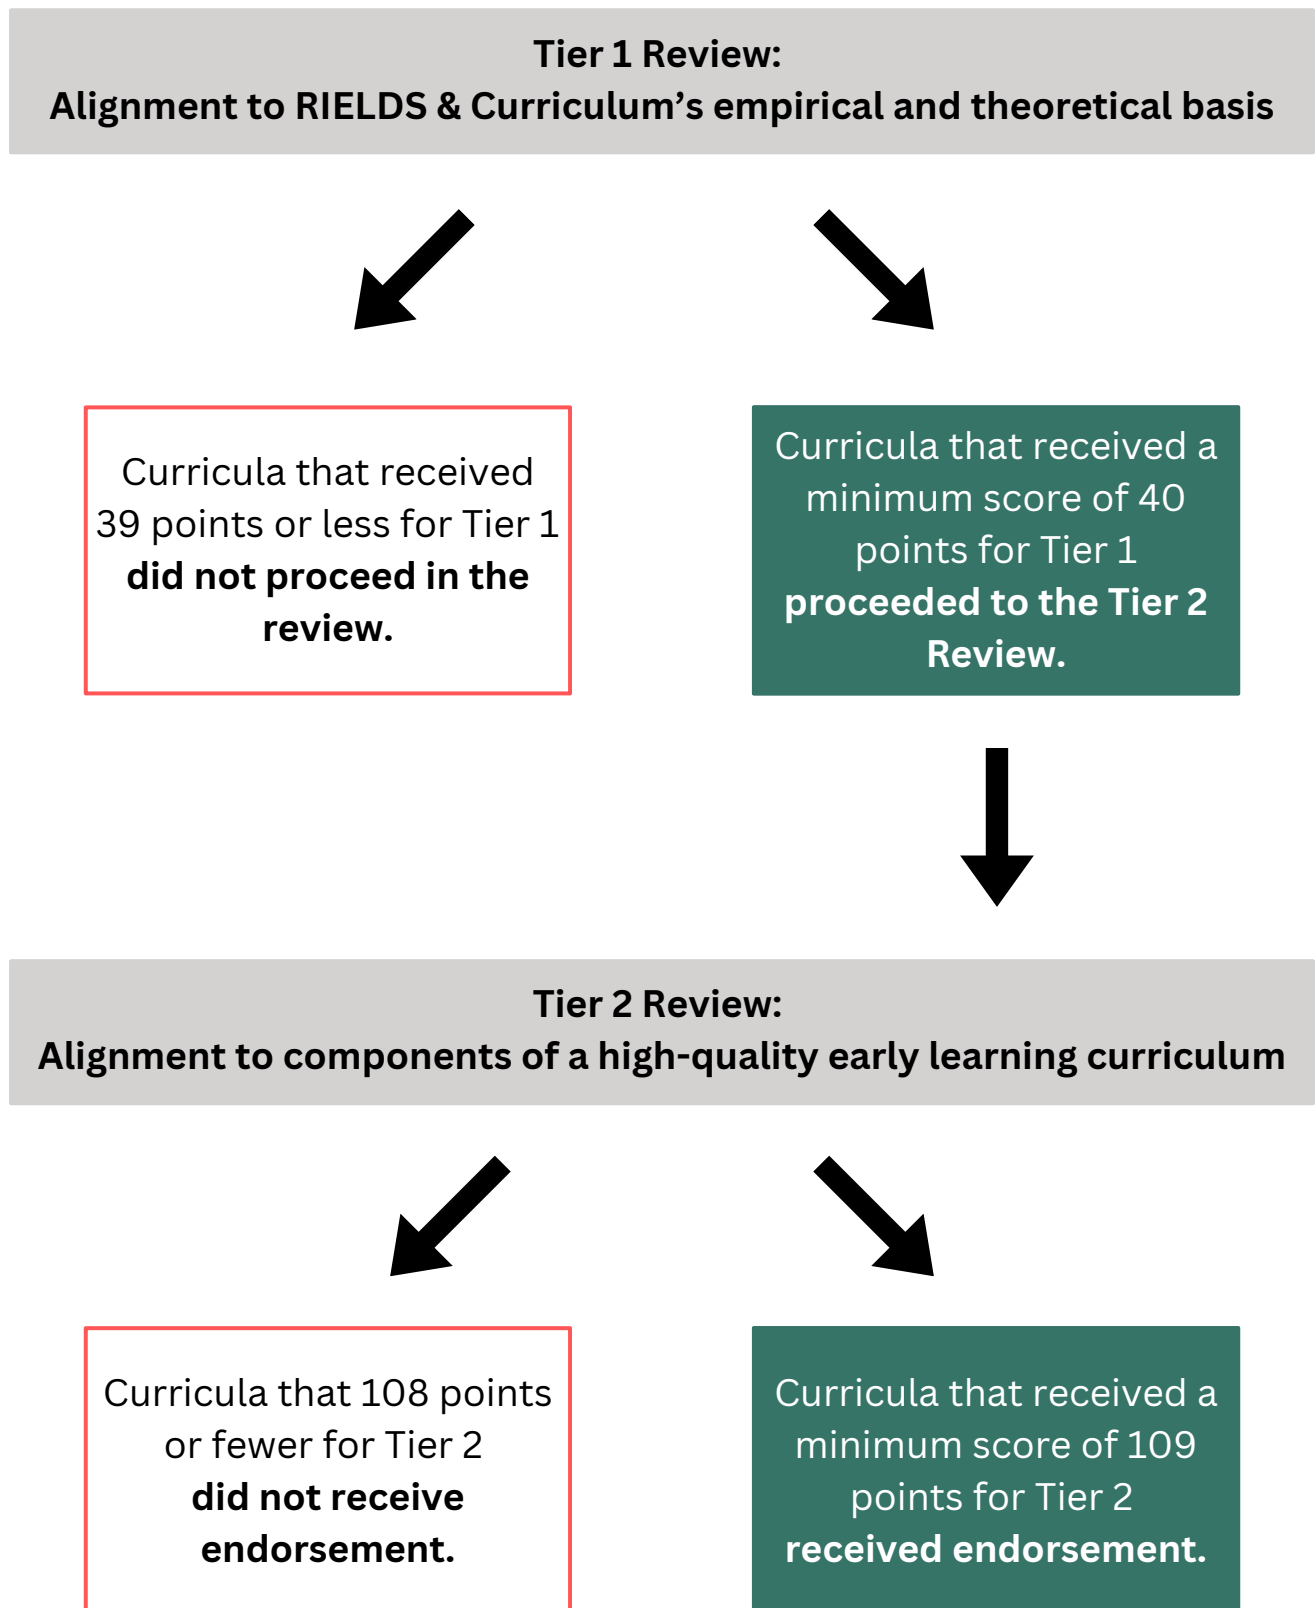 Tier 1 Review:
Alignment to RIELDS & Curriculum’s empirical and theoretical basis
Curricula that received
39 points or less for Tier 1
did not proceed in the
review.
Curricula that received a
minimum score of 40
points for Tier 1
proceeded to the Tier 2
Review.
Tier 2 Review:
Alignment to components of a high-quality early learning curriculum
Curricula that 108 points
or fewer for Tier 2
did not receive
endorsement.
Curricula that received a
minimum score of 109
points for Tier 2
received endorsement.